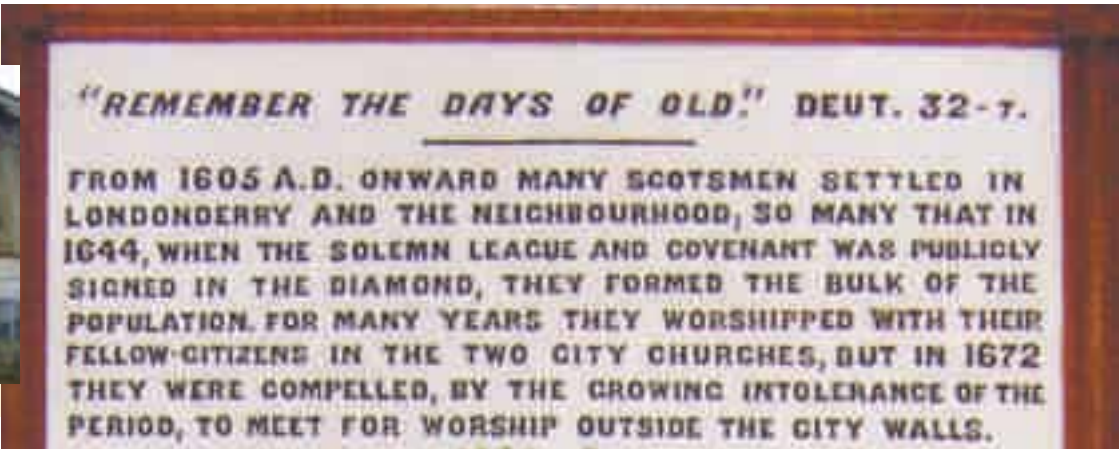 "REMEMBER THE DAYS OF OLD." DEUT. 32-7.
FROM 1605 A.D. ONWARD MANY SCOTSMEN SETTLED IN
LONDONDERRY AND THE NEIGHBOURHOOD, SO MANY THAT IN
1644, WHEN THE SOLEMN LEAGUE AND COVENANT WAS PUBLICLY
SIGNED IN THE DIAMOND, THEY FORMED THE BULK OF THE
POPULATION. FOR MANY YEARS THEY WORSHIPPED WITH THEIR
FELLOW-CITIZENS IN THE TWO CITY CHURCHES, BUT IN 1672
THEY WERE COMPELLED, BY THE GROWING INTOLERANCE OF THE
PERIOD, TO MEET FOR WORSHIP OUTSIDE THE CITY WALLS.